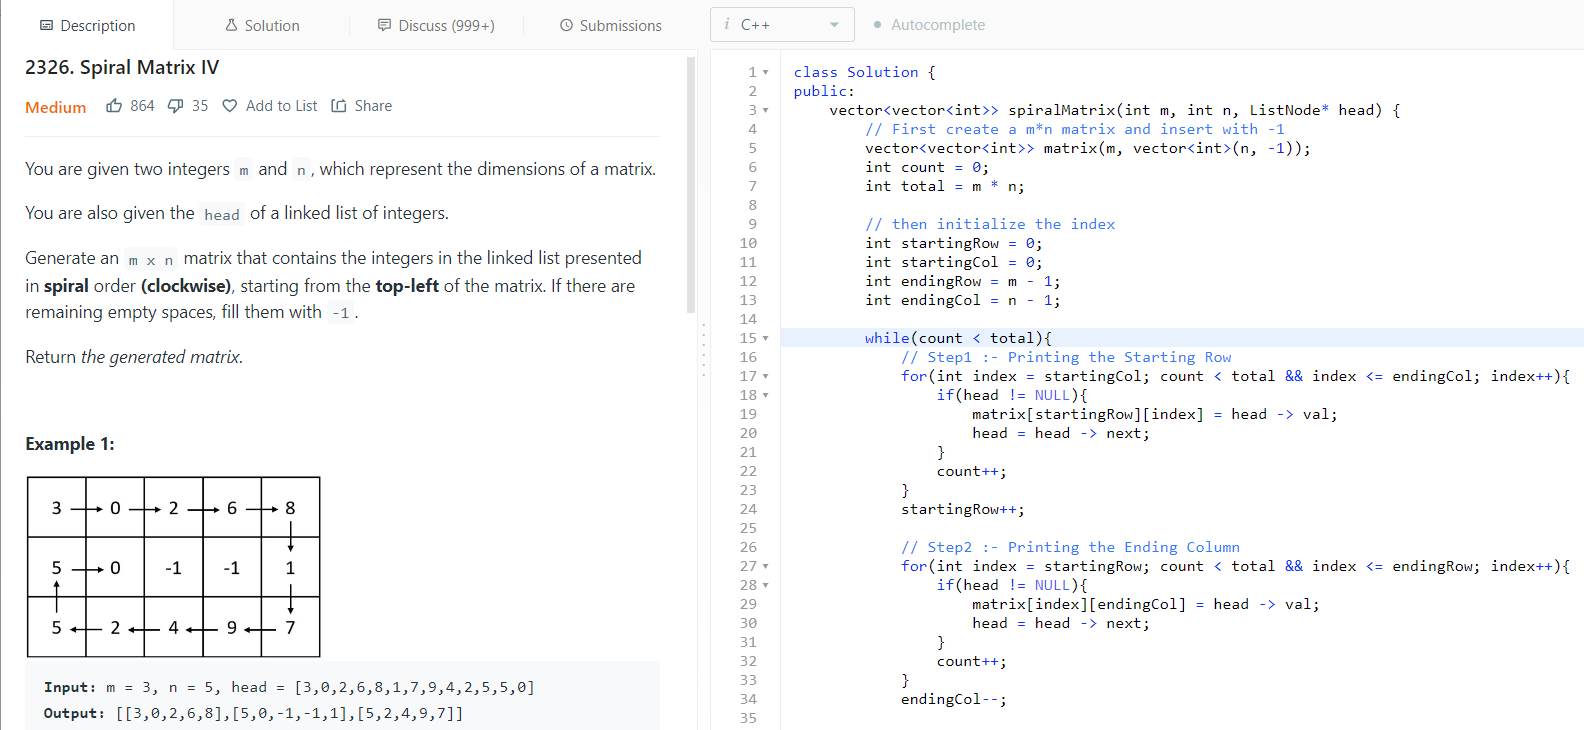 Description
Solution
Discuss (999+)
Submissions
i C++
Autocomplete
2326. Spiral Matrix IV
Medium 864 35 Add to List Share
You are given two integers m and n, which represent the dimensions of a matrix.
You are also given the head of a linked list of integers.
Generate an m x n matrix that contains the integers in the linked list presented
in spiral order (clockwise), starting from the top-left of the matrix. If there are
remaining empty spaces, fill them with -1.
Return the generated matrix.
Example 1:
3 0 2 6 8
5 0 -1 -1 1
5 2 4 9 7
Input: m = 3, n = 5, head = [3,0,2,6,8,1,7,9,4,2,5,5,0]
Output: [[3,0,2,6,8],[5,0,-1,-1,1],[5,2,4,9,7]]
1 class Solution {
2 public:
3 vector<vector<int>> spiralMatrix(int m, int n, ListNode* head) {
4 // First create a m*n matrix and insert with -1
5 vector<vector<int>> matrix(m, vector<int>(n, -1));
6 int count = 0;
7 int total = m * n;
8
9 // then initialize the index
10 int startingRow = 0;
11 int startingCol = 0;
12 int endingRow = m - 1;
13 int endingCol = n - 1;
14
15 while(count < total){
16 // Step1 :- Printing the Starting Row
17 for(int index = startingCol; count < total && index <= endingCol; index++){
18 if(head != NULL){
19 matrix[startingRow][index] = head -> val;
20 head = head -> next;
21 }
22 count++;
23 }
24 startingRow++;
25
26 // Step2 :- Printing the Ending Column
27 for(int index = startingRow; count < total && index <= endingRow; index++){
28 if(head != NULL){
29 matrix[index][endingCol] = head -> val;
30 head = head -> next;
31 }
32 count++;
33 }
34 endingCol--;
35